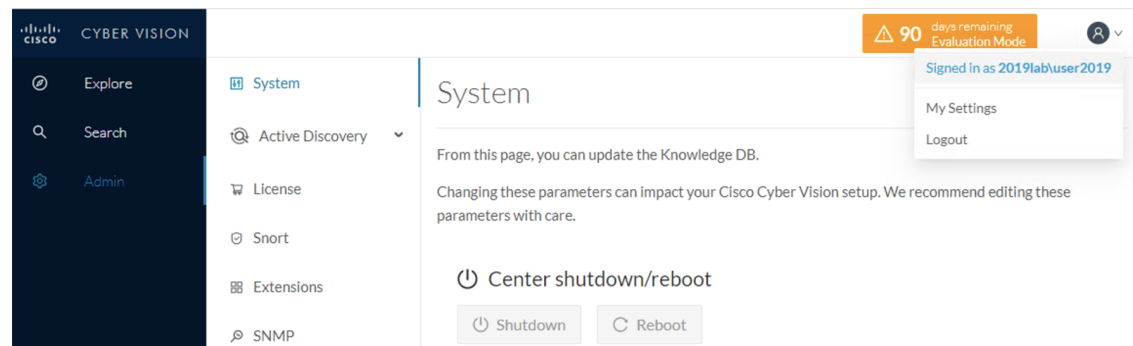 cisco CYBER VISION
90 days remaining
Evaluation Mode
Signed in as 2019lab\user2019
My Settings
Logout
Explore
Search
Admin
System
Active Discovery
License
Snort
Extensions
SNMP
System
From this page, you can update the Knowledge DB.
Changing these parameters can impact your Cisco Cyber Vision setup. We recommend editing these
parameters with care.
Center shutdown/reboot
Shutdown
Reboot